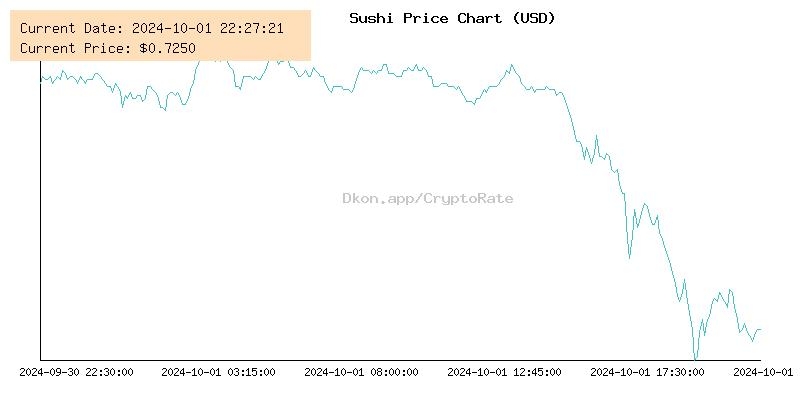 Sushi Price Chart (USD)
Current Date: 2024-10-01 22:27:21
Current Price: $0.7250
Dkon.app/CryptoRate
2024-09-30 22:30:00 2024-10-01 03:15:00 2024-10-01 08:00:00 2024-10-01 12:45:00 2024-10-01 17:30:00 2024-10-01